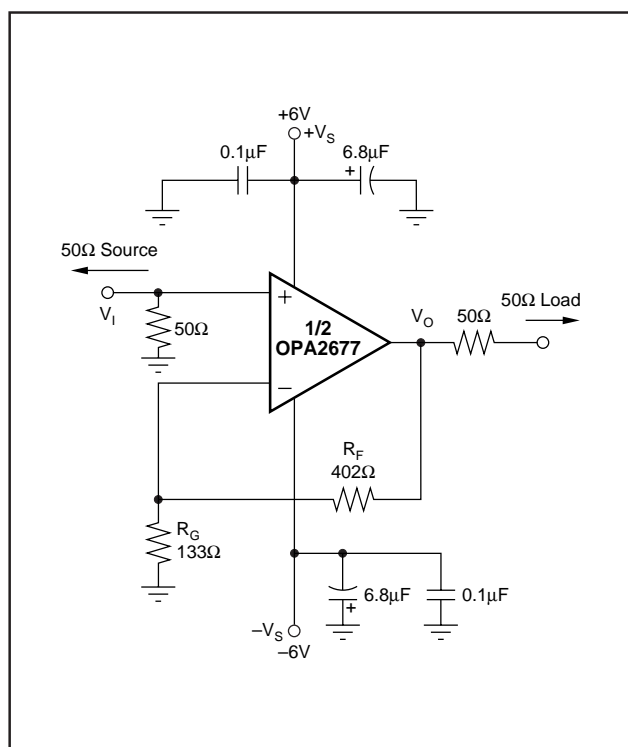 +6V
+V_S
0.1μF
6.8μF
+
50Ω Source
V_I
50Ω
+
1/2
OPA2677
−
V_O
50Ω
50Ω Load
R_F
402Ω
R_G
133Ω
6.8μF
+
0.1μF
–V_S
–6V